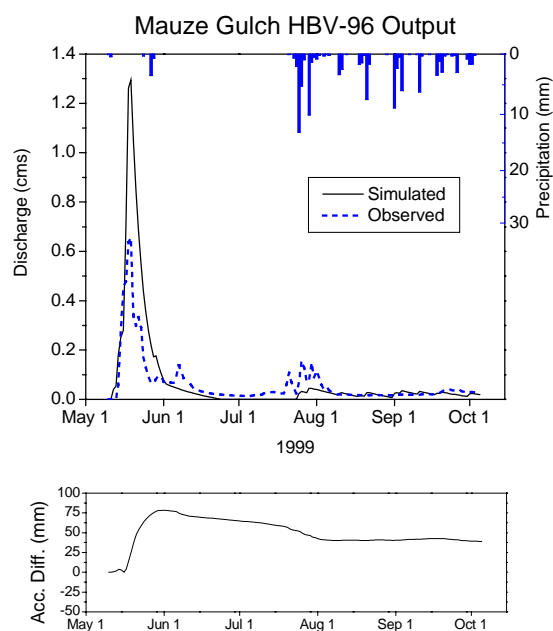 Mauze Gulch HBV-96 Output
1.4
1.2
1.0
0.8
0.6
0.4
0.2
0.0
Discharge (cms)
0
10
20
30
Precipitation (mm)
Simulated
Observed
May 1
Jun 1
Jul 1
Aug 1
Sep 1
Oct 1
1999
100
75
50
25
0
-25
-50
Acc. Diff. (mm)
May 1
Jun 1
Jul 1
Aug 1
Sep 1
Oct 1